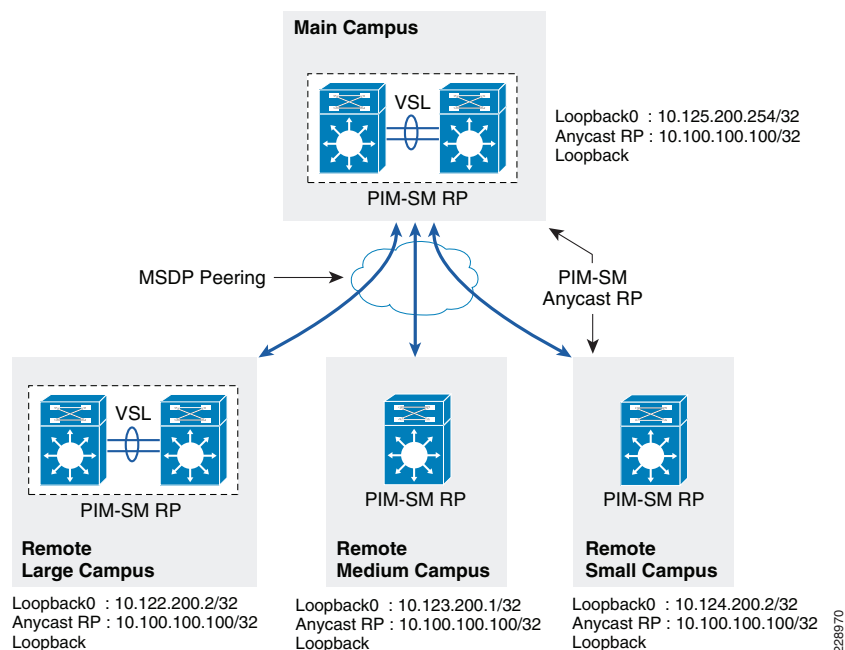 Main Campus
VSL
PIM-SM RP
Loopback0 : 10.125.200.254/32
Anycast RP : 10.100.100.100/32
Loopback
MSDP Peering
PIM-SM
Anycast RP
VSL
PIM-SM RP
Remote
Large Campus
Loopback0 : 10.122.200.2/32
Anycast RP : 10.100.100.100/32
Loopback
PIM-SM RP
Remote
Medium Campus
Loopback0 : 10.123.200.1/32
Anycast RP : 10.100.100.100/32
Loopback
PIM-SM RP
Remote
Small Campus
Loopback0 : 10.124.200.2/32
Anycast RP : 10.100.100.100/32
Loopback
228970